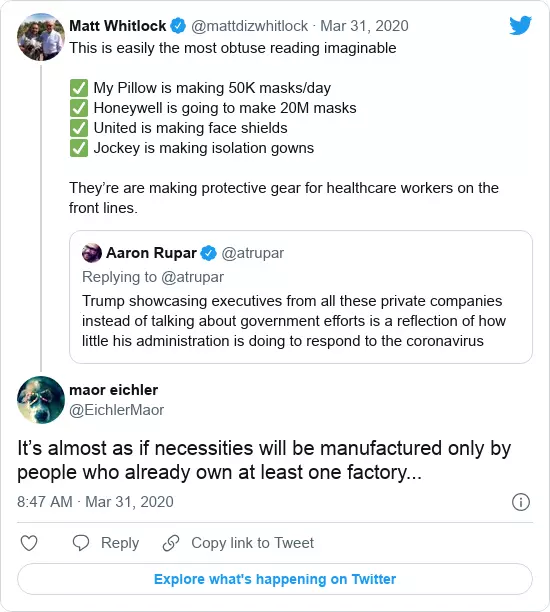 Matt Whitlock @mattdizwhitlock · Mar 31, 2020
This is easily the most obtuse reading imaginable
✅ My Pillow is making 50K masks/day
✅ Honeywell is going to make 20M masks
✅ United is making face shields
✅ Jockey is making isolation gowns
They’re are making protective gear for healthcare workers on the
front lines.
Aaron Rupar @atrupar
Replying to @atrupar
Trump showcasing executives from all these private companies
instead of talking about government efforts is a reflection of how
little his administration is doing to respond to the coronavirus
maor eichler
@EichlerMaor
It’s almost as if necessities will be manufactured only by
people who already own at least one factory...
8:47 AM · Mar 31, 2020
Reply Copy link to Tweet
Explore what's happening on Twitter